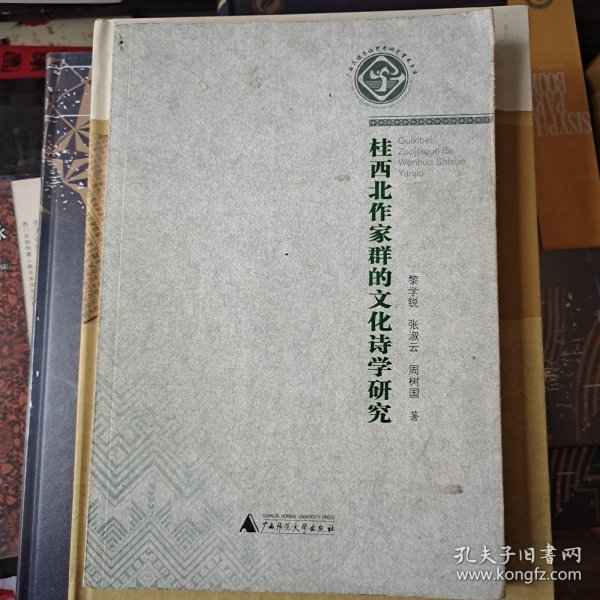 Guixibei
Zuojiaqun de
Wenhua Shixue
Yanjiu
桂西北作家群的文化诗学研究
黎学锐 张淑云 周树国 著
GUANGXI NORMAL UNIVERSITY PRESS
广西师范大学出版社
孔夫子旧书网
www.kongfz.com